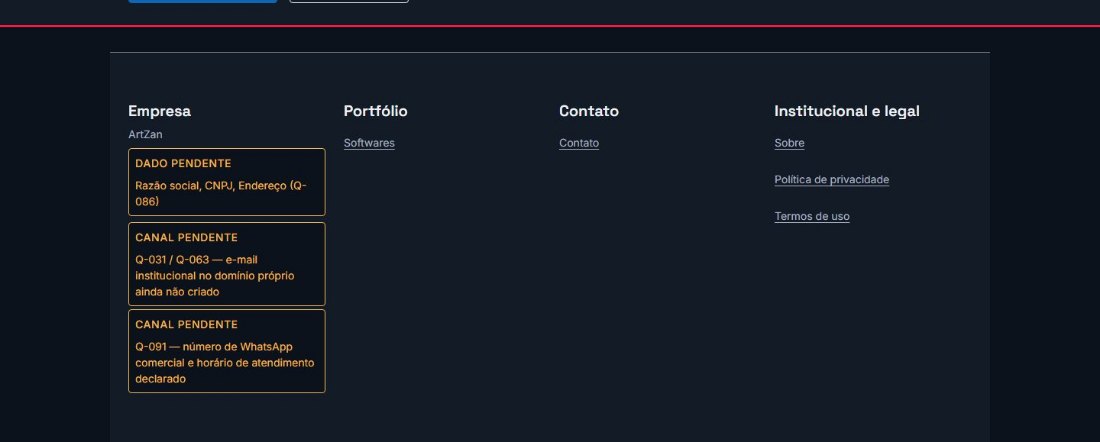 Empresa
ArtZan
DADO PENDENTE
Razão social, CNPJ, Endereço (Q-
086)
CANAL PENDENTE
Q-031 / Q-063 — e-mail
institucional no domínio próprio
ainda não criado
CANAL PENDENTE
Q-091 — número de WhatsApp
comercial e horário de atendimento
declarado
Portfólio
Softwares
Contato
Contato
Institucional e legal
Sobre
Política de privacidade
Termos de uso